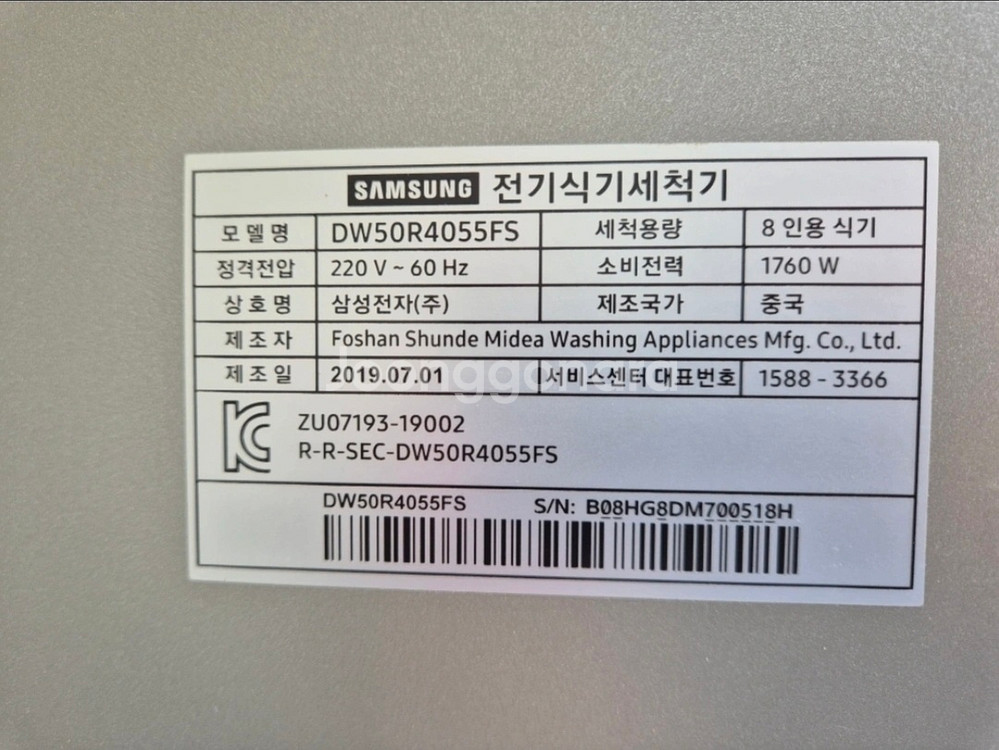 SAMSUNG 전기식기세척기
모델명 DW50R4055FS 세척용량 8 인용 식기
정격전압 220 V ~ 60 Hz 소비전력 1760 W
상호명 삼성전자(주) 제조국가 중국
제조자 Foshan Shunde Midea Washing Appliances Mfg. Co., Ltd.
제조일 2019.07.01 서비스센터 대표번호 1588 - 3366
ZU07193-19002
R-R-SEC-DW50R4055FS
DW50R4055FS S/N: B08HG8DM700518H